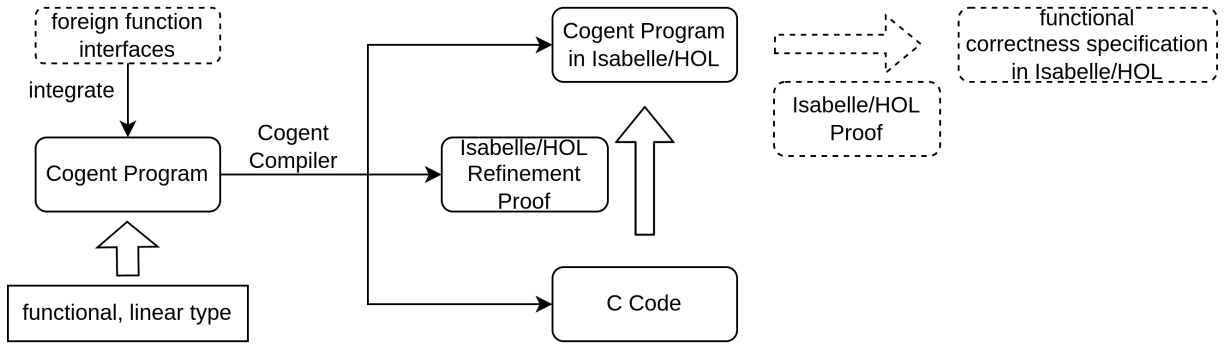 foreign function
interfaces
integrate
Cogent Program
functional, linear type
Cogent
Compiler
Cogent Program
in Isabelle/HOL
Isabelle/HOL
Refinement
Proof
C Code
Isabelle/HOL
Proof
functional
correctness specification
in Isabelle/HOL